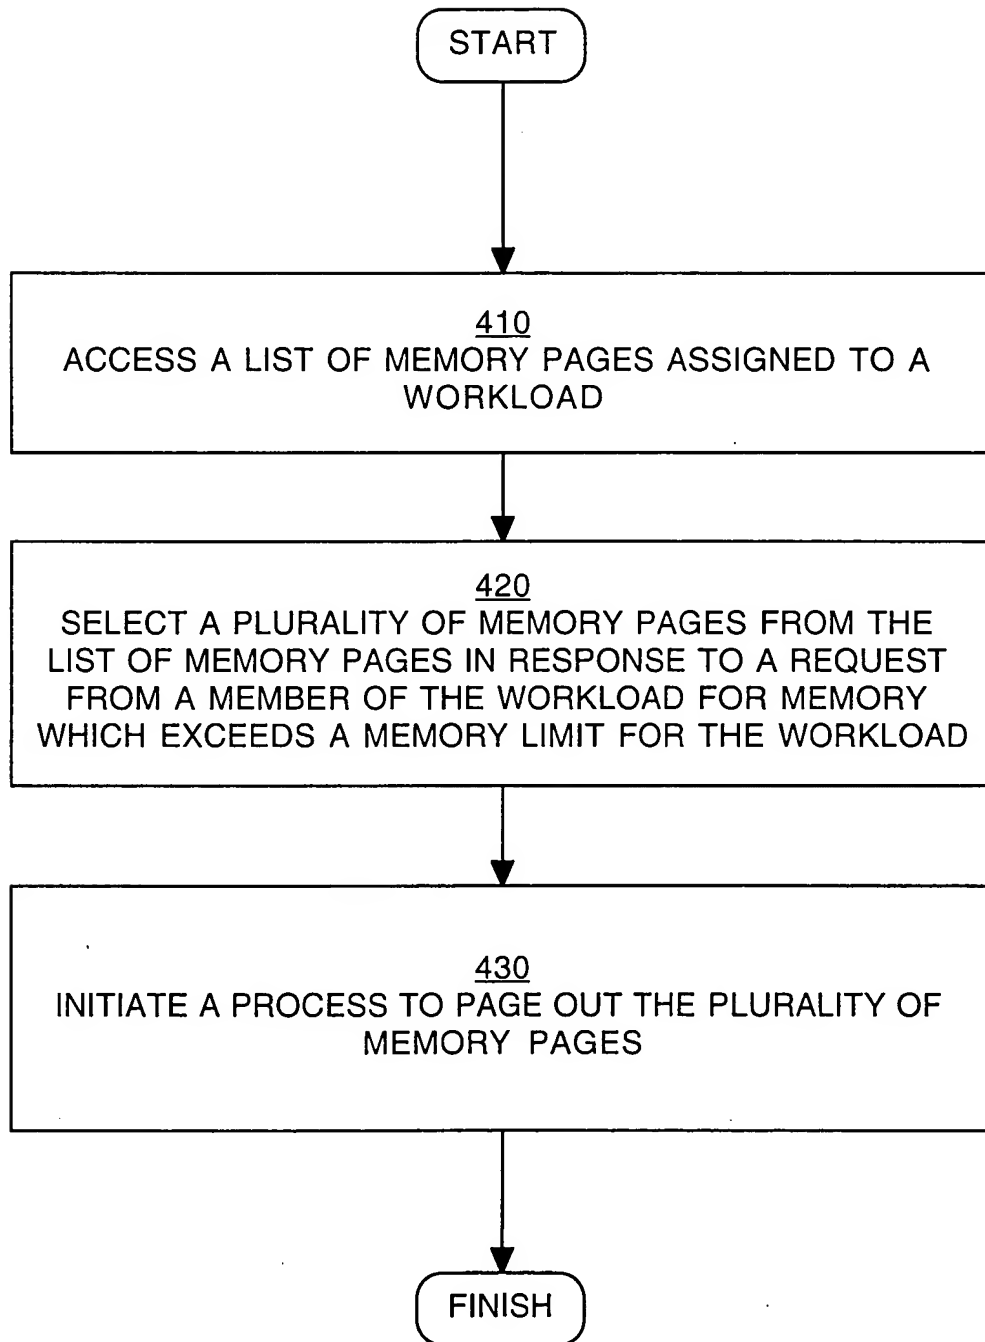 START
410
ACCESS A LIST OF MEMORY PAGES ASSIGNED TO A
WORKLOAD
420
SELECT A PLURALITY OF MEMORY PAGES FROM THE
LIST OF MEMORY PAGES IN RESPONSE TO A REQUEST
FROM A MEMBER OF THE WORKLOAD FOR MEMORY
WHICH EXCEEDS A MEMORY LIMIT FOR THE WORKLOAD
430
INITIATE A PROCESS TO PAGE OUT THE PLURALITY OF
MEMORY PAGES
FINISH